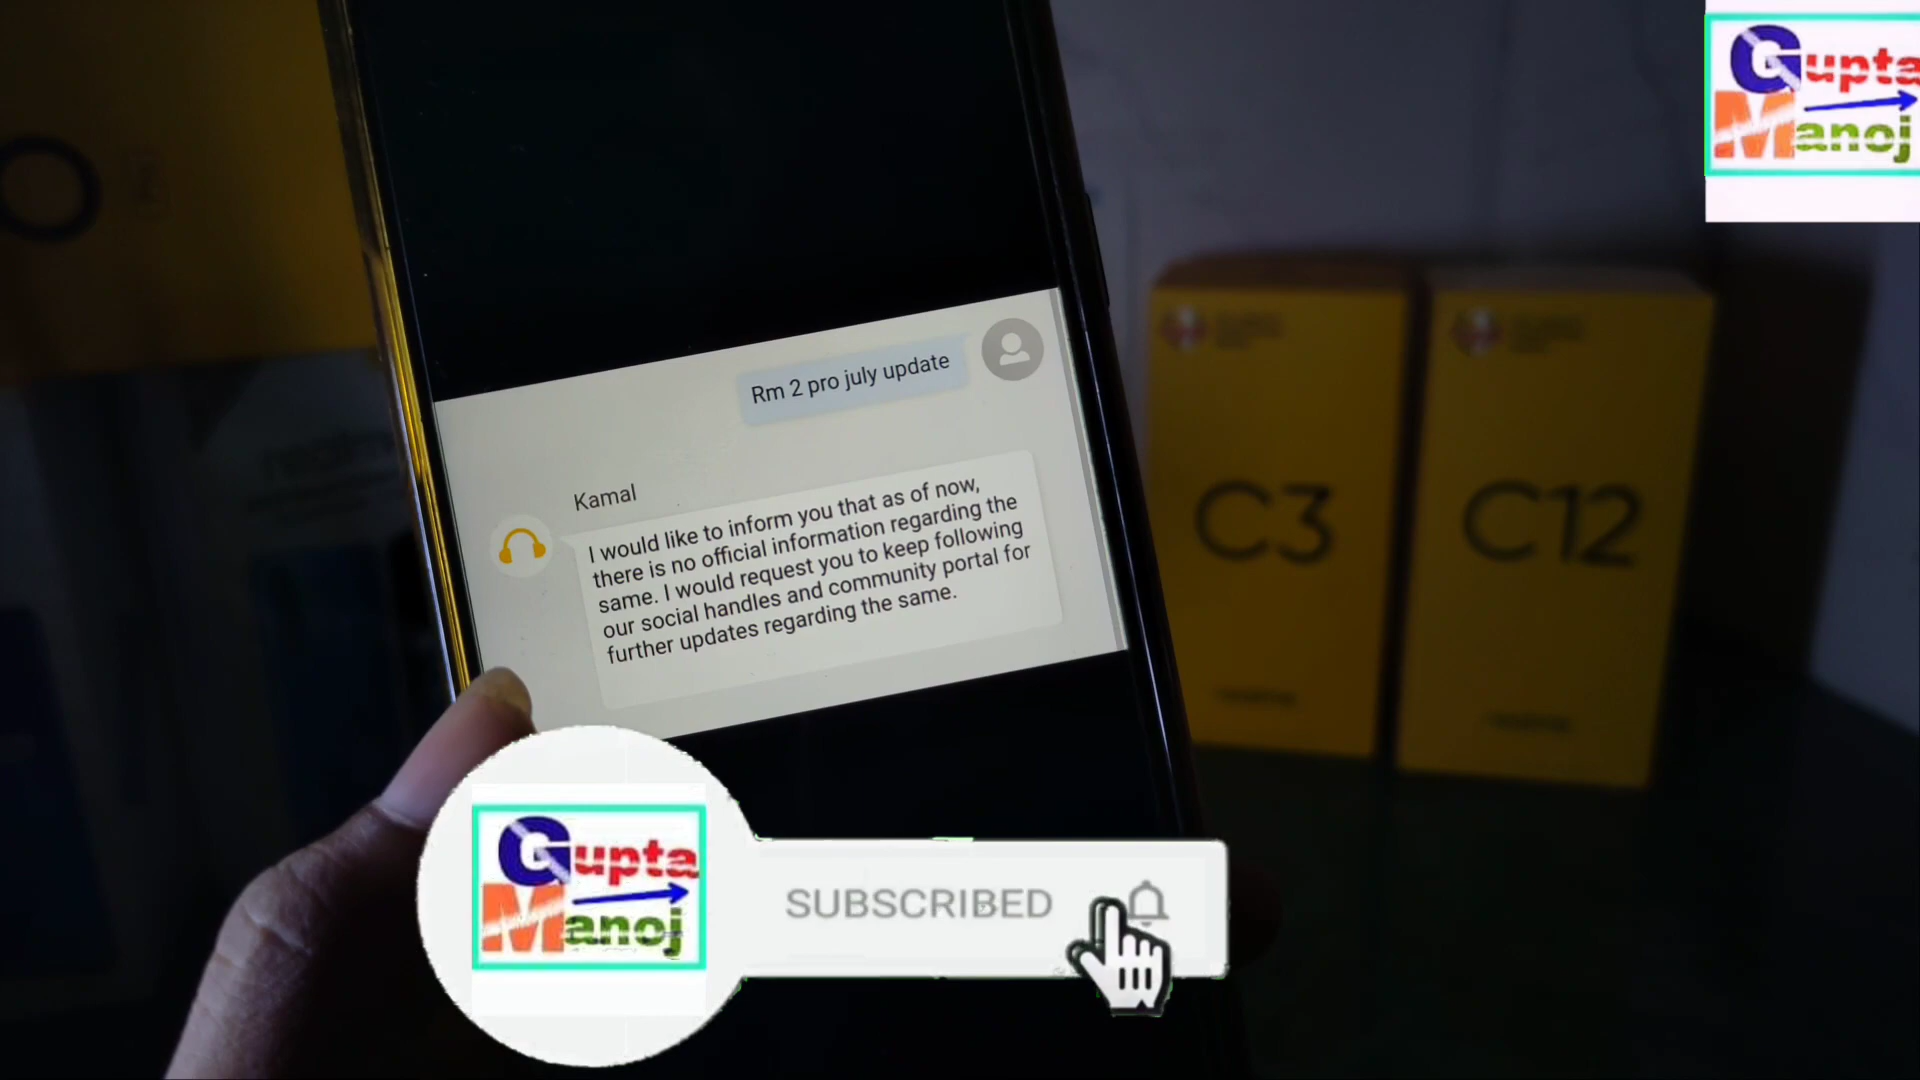 Gupta
Manoj
Rm 2 pro july update
Kamal
I would like to inform you that as of now,
there is no official information regarding the
same. I would request you to keep following
our social handles and community portal for
further updates regarding the same.
C3
C12
Gupta
Manoj
SUBSCRIBED